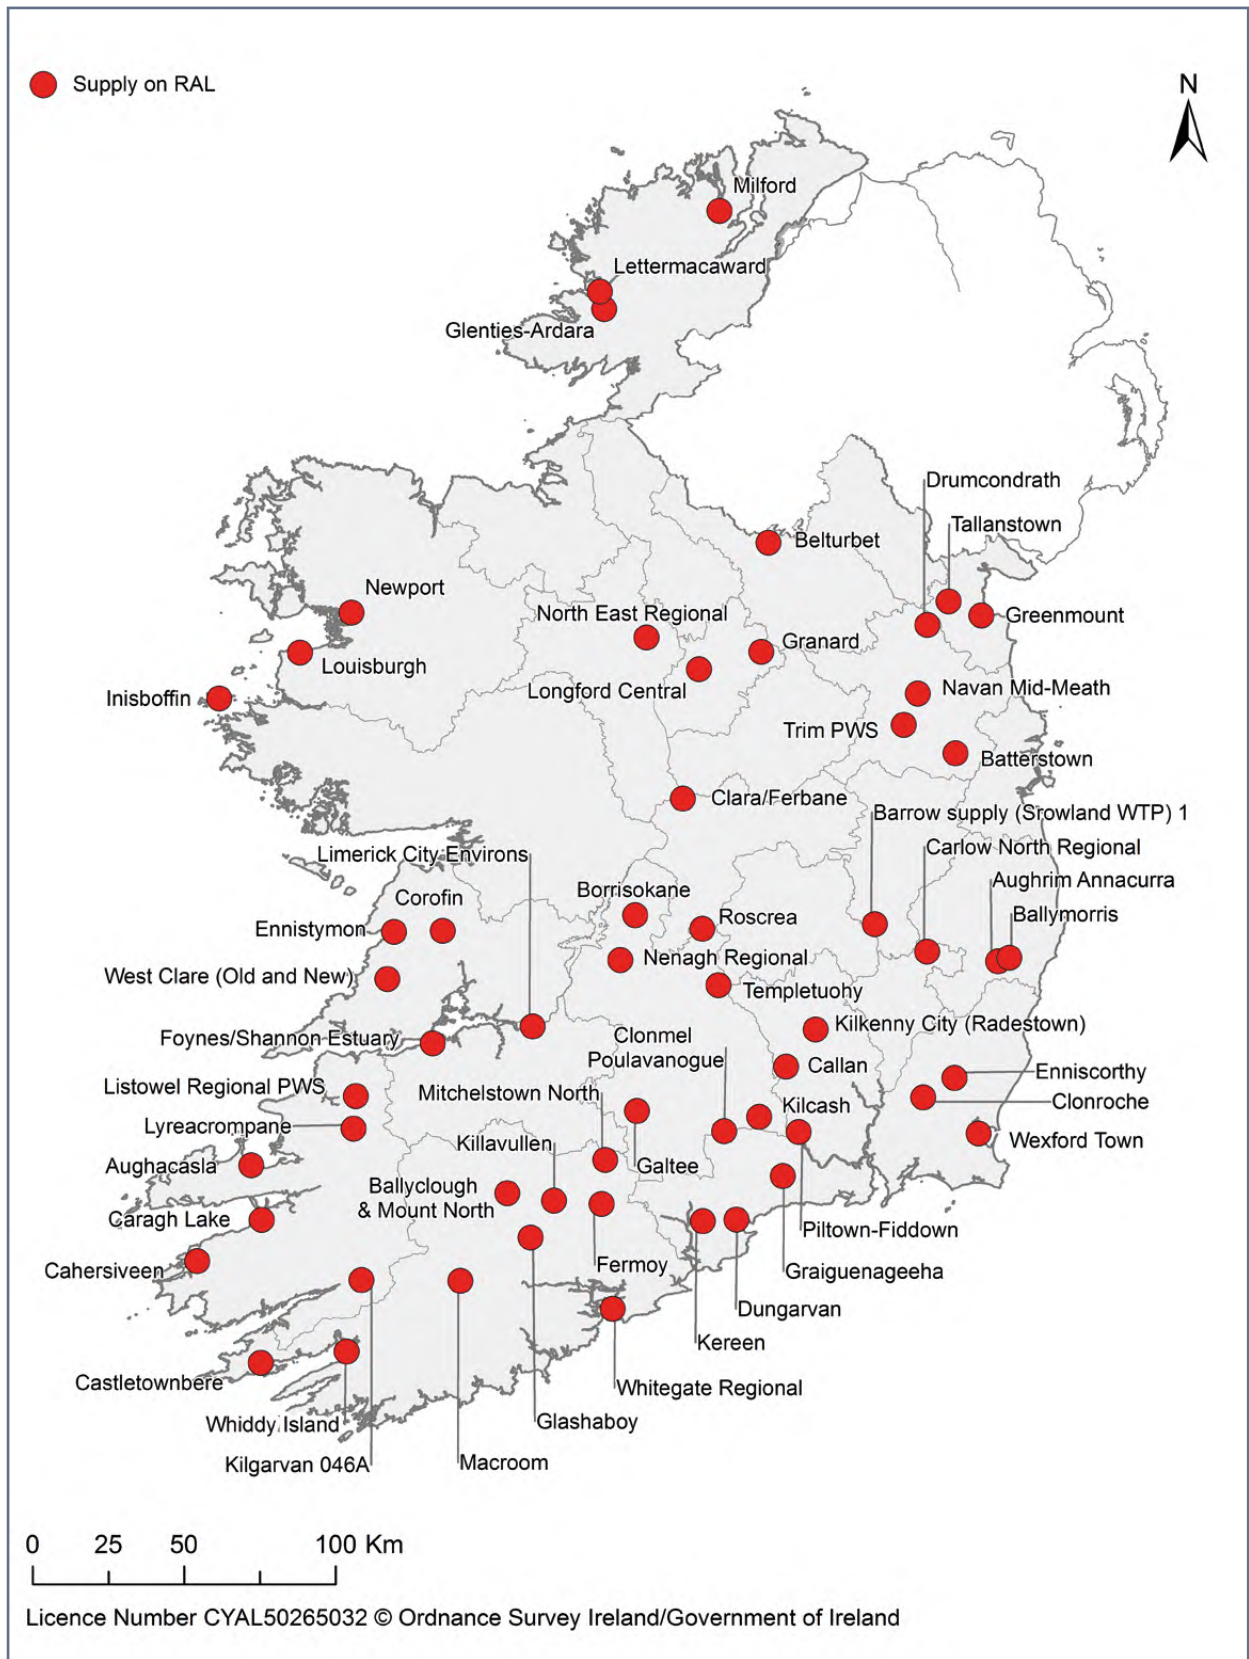 Supply on RAL
N
Milford
Lettermacaward
Glenties-Ardara
Drumcondrath
Tallanstown
Belturbet
Newport
North East Regional
Greenmount
Granard
Louisburgh
Longford Central
Navan Mid-Meath
Inisboffin
Trim PWS
Batterstown
Clara/Ferbane
Barrow supply (Srowland WTP) 1
Carlow North Regional
Limerick City Environs
Aughrim Annacurra
Borrisokane
Corofin
Ballymorris
Roscrea
Ennistymon
Nenagh Regional
West Clare (Old and New)
Templetuohy
Kilkenny City (Radestown)
Foynes/Shannon Estuary
Clonmel
Poulavanogue
Callan
Enniscorthy
Listowel Regional PWS
Mitchelstown North
Clonroche
Kilcash
Lyreacrompane
Wexford Town
Killavullen
Aughacasla
Galtee
Ballyclough
& Mount North
Caragh Lake
Piltown-Fiddown
Cahersiveen
Fermoy
Graiguenageeha
Dungarvan
Kereen
Castletownbere
Whitegate Regional
Whiddy Island
Glashaboy
Kilgarvan 046A
Macroom
0 25 50 100 Km
Licence Number CYAL50265032 © Ordnance Survey Ireland/Government of Ireland